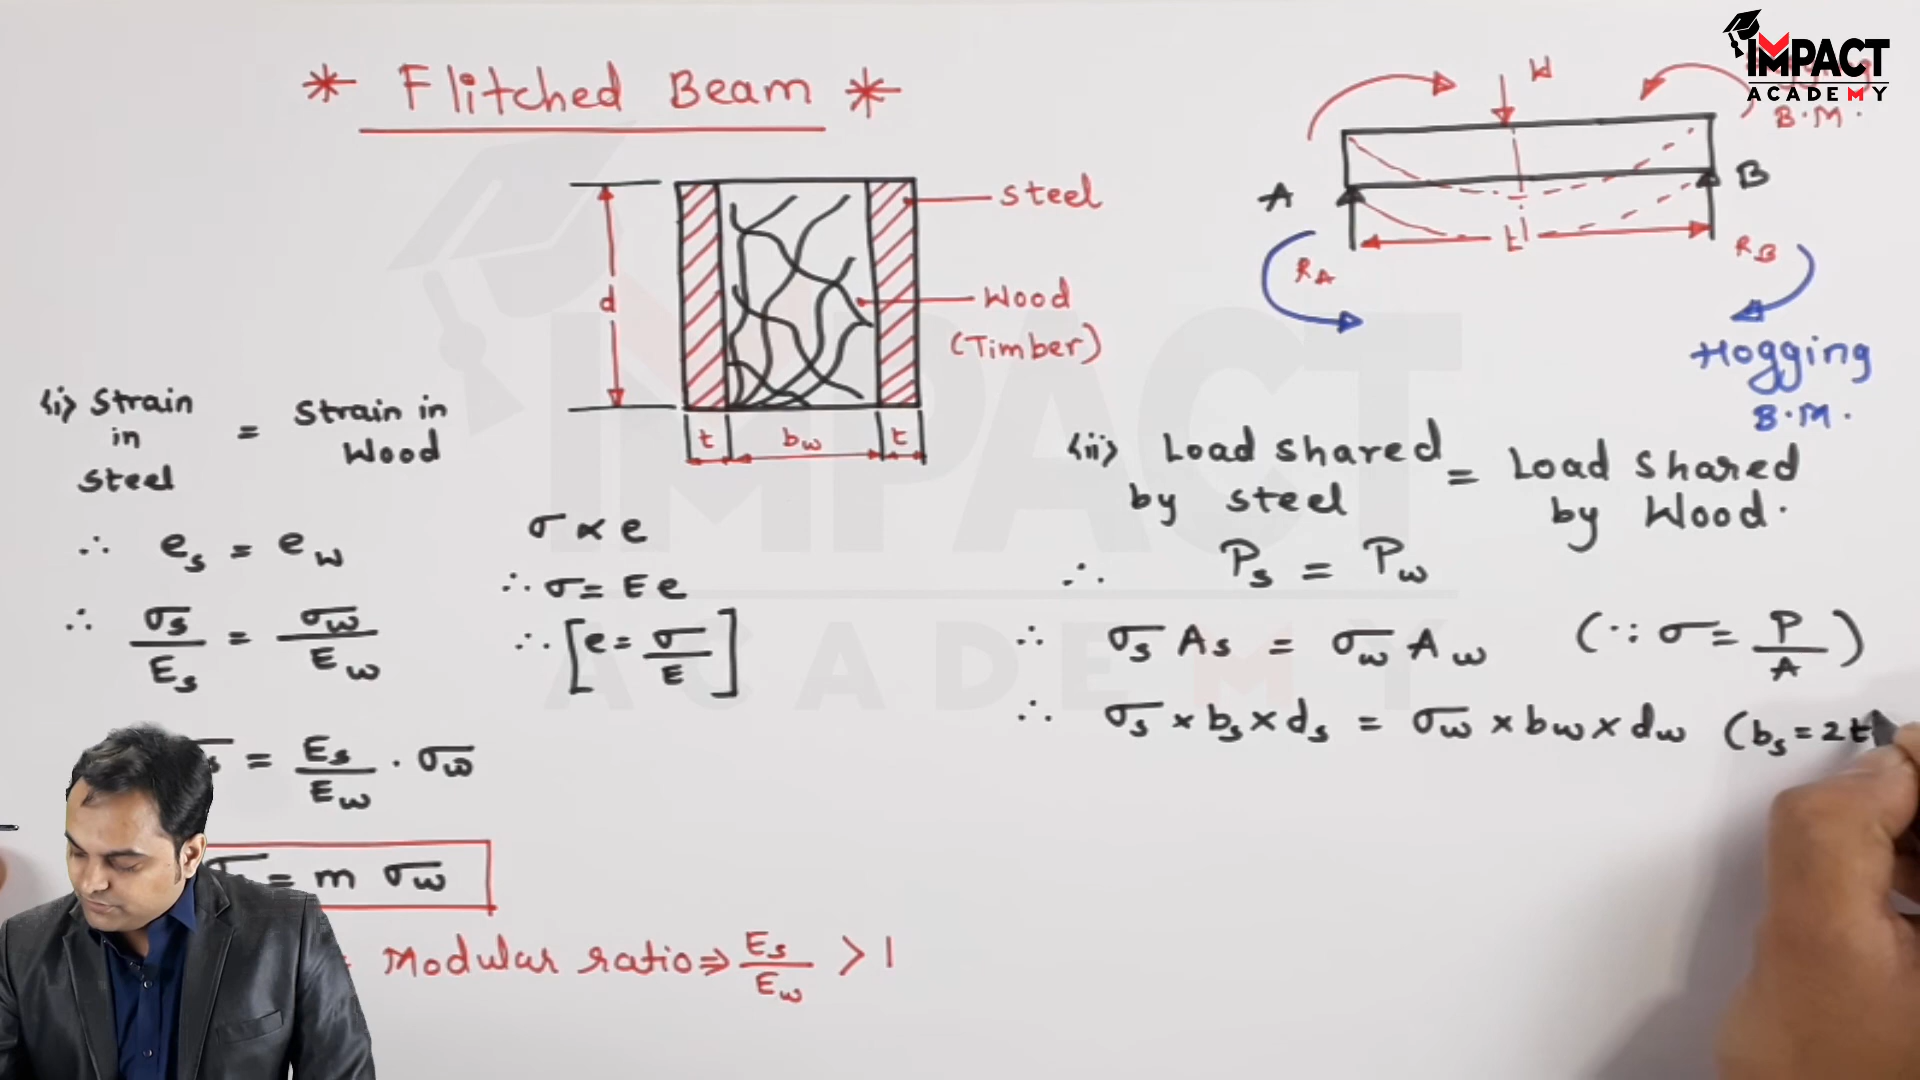 IMPACT
ACADEMY
* Flitched Beam *
W
B.M.
A
B
RA
L
RB
Hogging
B.M.
Steel
Wood
(Timber)
d
t
bw
t
(i) Strain in Steel = Strain in Wood
∴ es = ew
∴ σs/Es = σw/Ew
= Es/Ew . σw
= m σw
Modular ratio ⇒ Es/Ew > 1
σ ∝ e
∴ σ = E e
∴ [e = σ/E]
(ii) Load shared by steel = Load shared by Wood.
∴ Ps = Pw
∴ σs As = σw Aw (∵ σ = P/A)
∴ σs × bs × ds = σw × bw × dw (bs = 2t
IMPACT
ACADEMY